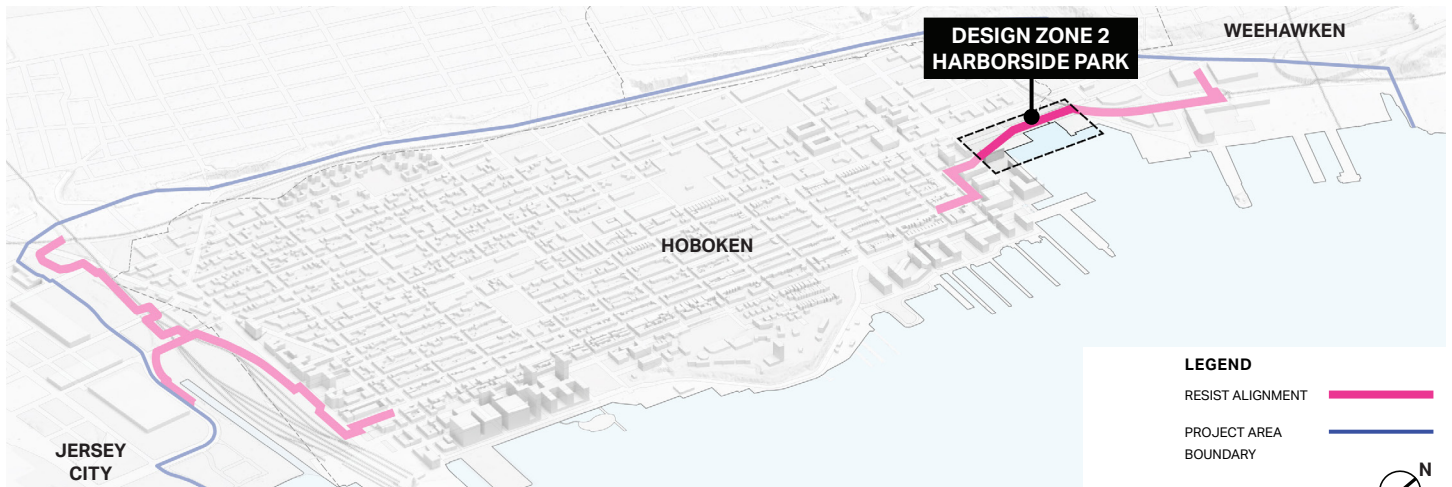 DESIGN ZONE 2
HARBORSIDE PARK
WEEHAWKEN
HOBOKEN
JERSEY
CITY
LEGEND
RESIST ALIGNMENT
PROJECT AREA
BOUNDARY
N